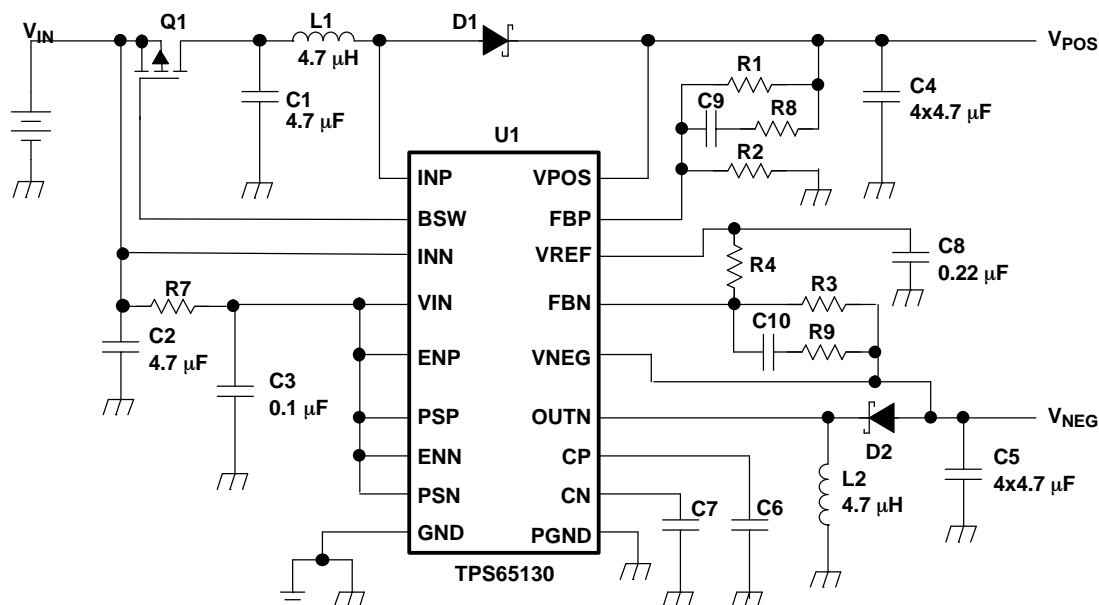 V_IN
Q1
L1
4.7 μH
D1
V_POS
C1
4.7 μF
R1
C9
R8
R2
C4
4x4.7 μF
U1
INP
BSW
INN
VIN
ENP
PSP
ENN
PSN
GND
VPOS
FBP
VREF
FBN
VNEG
OUTN
CP
CN
PGND
TPS65130
R7
C2
4.7 μF
C3
0.1 μF
R4
C8
0.22 μF
R3
C10
R9
D2
V_NEG
L2
4.7 μH
C5
4x4.7 μF
C7
C6